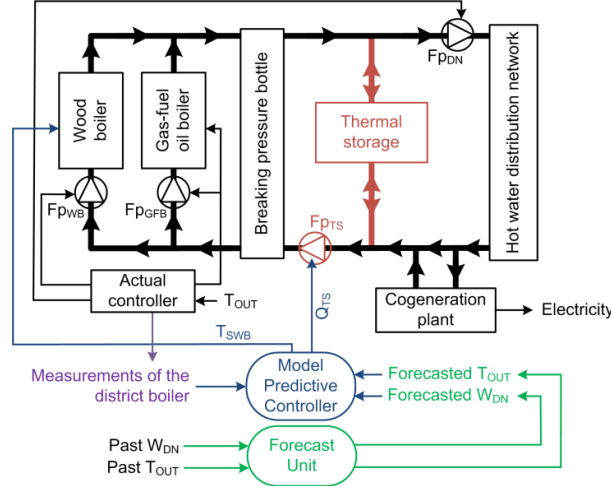 Fp_DN
Wood
boiler
Gas-fuel
oil boiler
Breaking pressure bottle
Thermal
storage
Hot water distribution network
Fp_WB
Fp_GFB
Fp_TS
Actual
controller
T_OUT
Q_TS
Cogeneration
plant
Electricity
T_SWB
Measurements of the
district boiler
Model
Predictive
Controller
Forecasted T_OUT
Forecasted W_DN
Past W_DN
Past T_OUT
Forecast
Unit